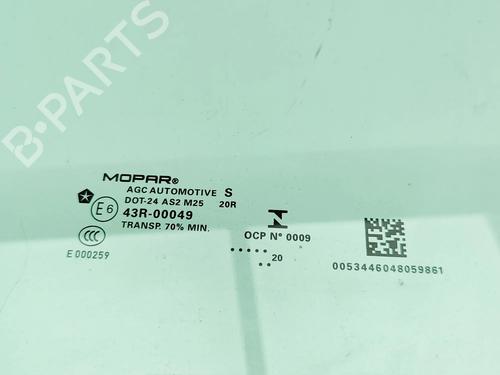 B-PARTS
MOPAR®
AGC AUTOMOTIVE S
DOT-24 AS2 M25 20R
E6 43R-00049
TRANSP. 70% MIN.
CCC
E 000259
N
OCP N° 0009
..... 20
..
0053446048059861